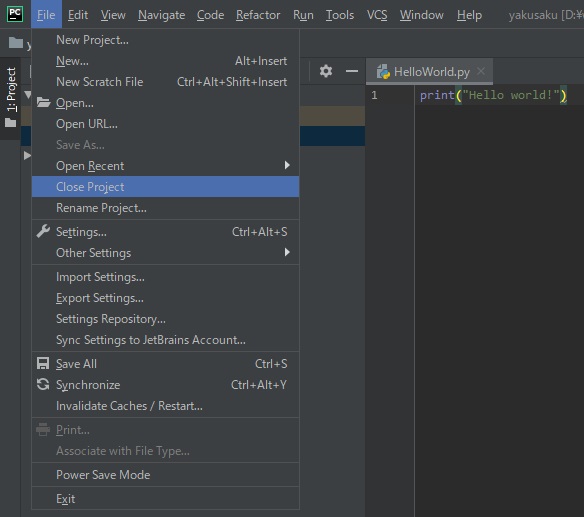 PC File Edit View Navigate Code Refactor Run Tools VCS Window Help yakusaku [D:¥
y
1: Project
HelloWorld.py
1 print("Hello world!")
New Project...
New... Alt+Insert
New Scratch File Ctrl+Alt+Shift+Insert
Open...
Open URL...
Save As...
Open Recent
Close Project
Rename Project...
Settings... Ctrl+Alt+S
Other Settings
Import Settings...
Export Settings...
Settings Repository...
Sync Settings to JetBrains Account...
Save All Ctrl+S
Synchronize Ctrl+Alt+Y
Invalidate Caches / Restart...
Print...
Associate with File Type...
Power Save Mode
Exit